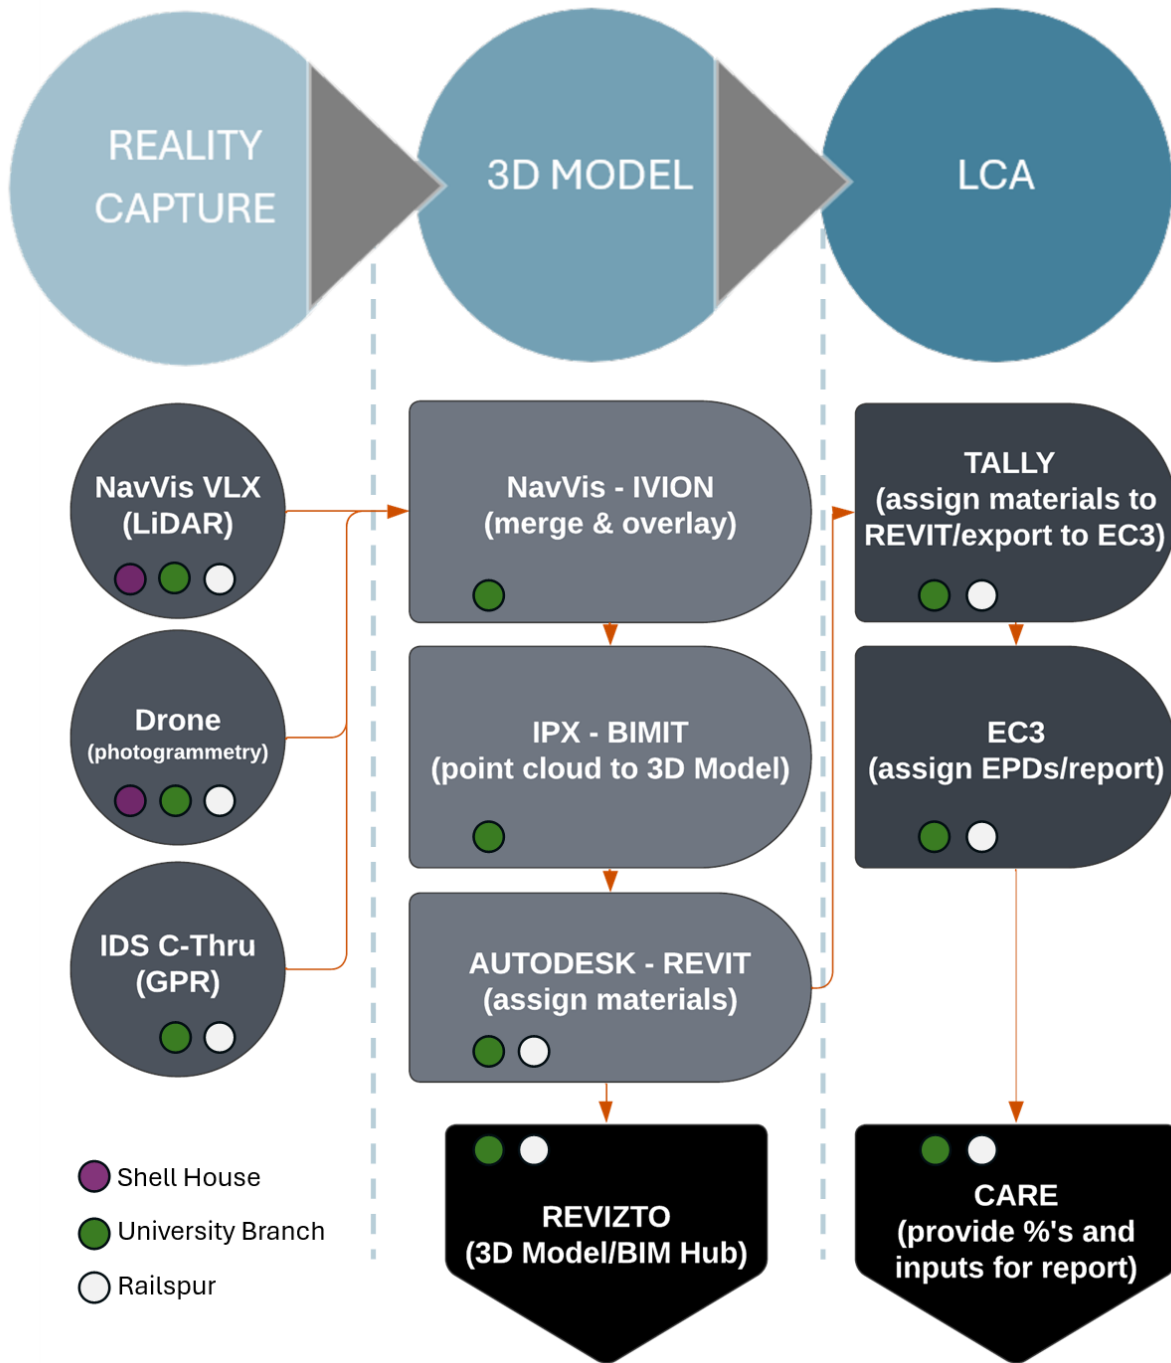 REALITY
CAPTURE
3D MODEL
LCA
NavVis VLX
(LiDAR)
Drone
(photogrammetry)
IDS C-Thru
(GPR)
NavVis - IVION
(merge & overlay)
IPX - BIMIT
(point cloud to 3D Model)
AUTODESK - REVIT
(assign materials)
REVIZTO
(3D Model/BIM Hub)
TALLY
(assign materials to
REVIT/export to EC3)
EC3
(assign EPDs/report)
CARE
(provide %'s and
inputs for report)
Shell House
University Branch
Railspur